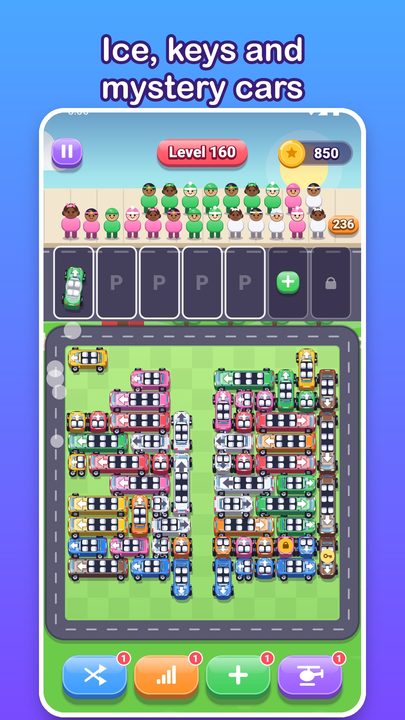 Ice, keys and
mystery cars
Level 160
850
236
P P P P
1 1 1 1